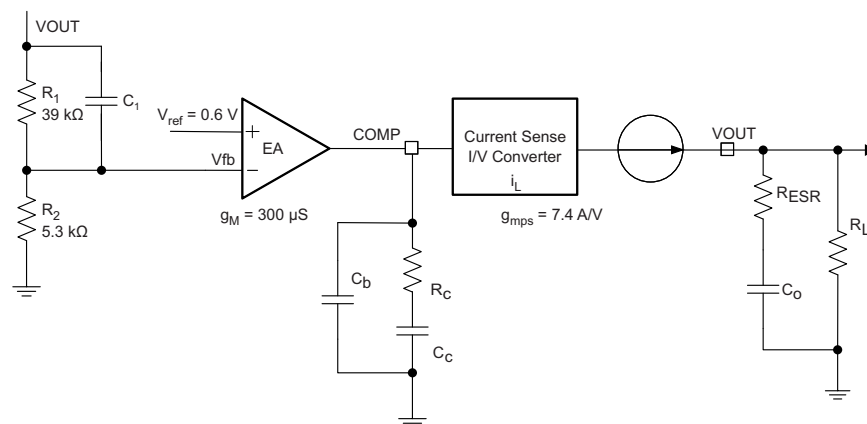 VOUT
R1
39 kΩ
C1
Vref = 0.6 V
EA
Vfb
R2
5.3 kΩ
gM = 300 µS
COMP
Cb
Rc
Cc
Current Sense
I/V Converter
iL
gmps = 7.4 A/V
VOUT
RESR
Co
RL